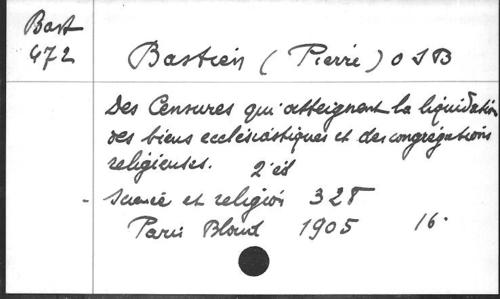 Bast
472
Bastien (Pierre) O S B
Des Censures qui atteignent la liquidation
des biens ecclésiastiques et des congrégations
religieuses. 2e éd
- Science et religion 328
Paris Bloud 1905 16.